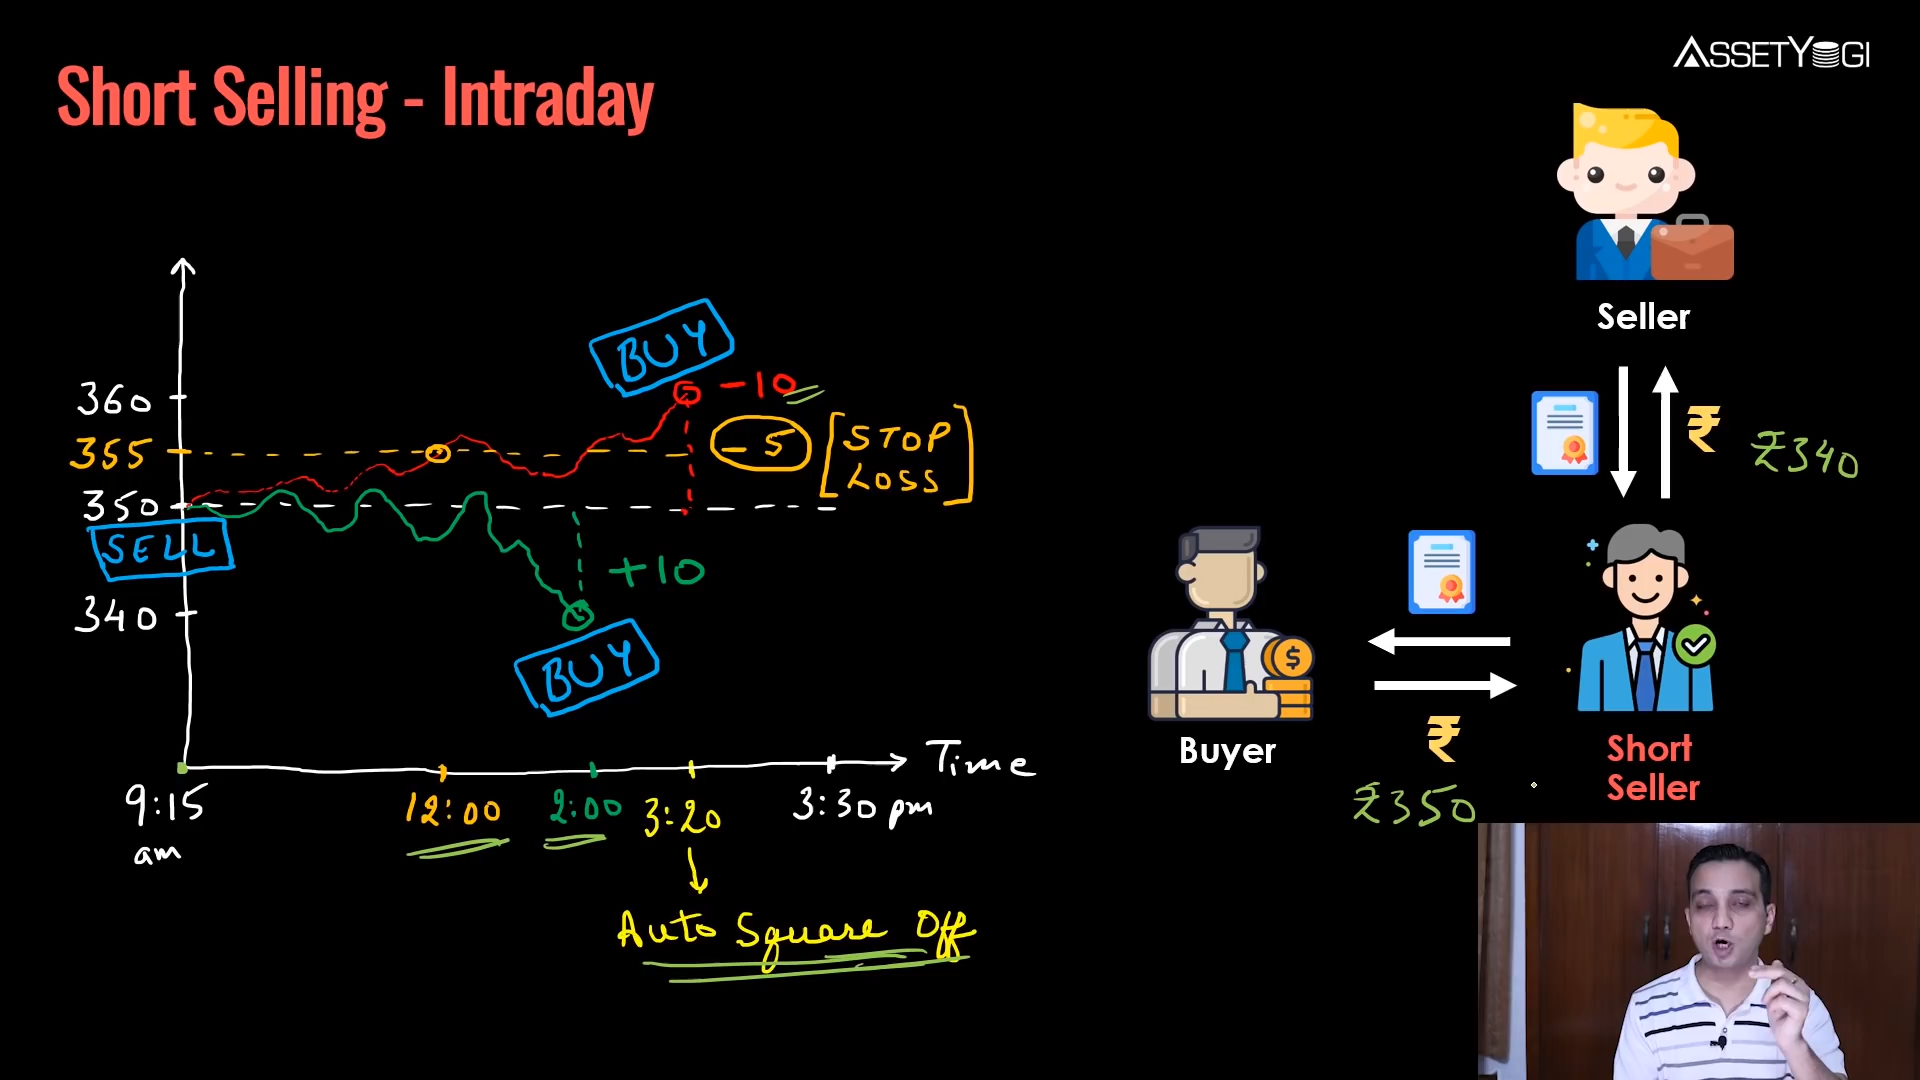 Short Selling - Intraday
ASSETYOGI
360
355
350
SELL
340
BUY
-10
-5
[STOP
LOSS]
+10
BUY
Time
9:15
am
12:00
2:00
3:20
3:30 pm
Auto Square Off
Seller
₹
₹340
$
Buyer
₹
₹350
Short
Seller